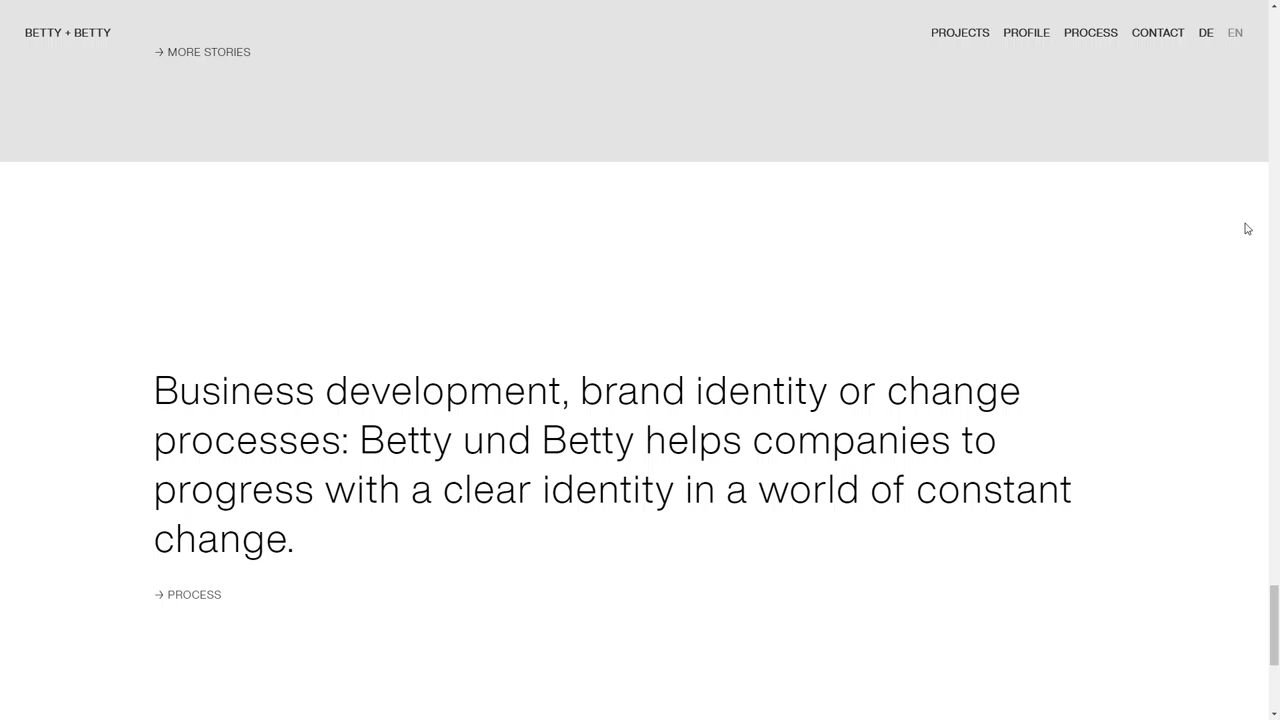 BETTY + BETTY
PROJECTS PROFILE PROCESS CONTACT DE EN
→ MORE STORIES
Business development, brand identity or change
processes: Betty und Betty helps companies to
progress with a clear identity in a world of constant
change.
→ PROCESS